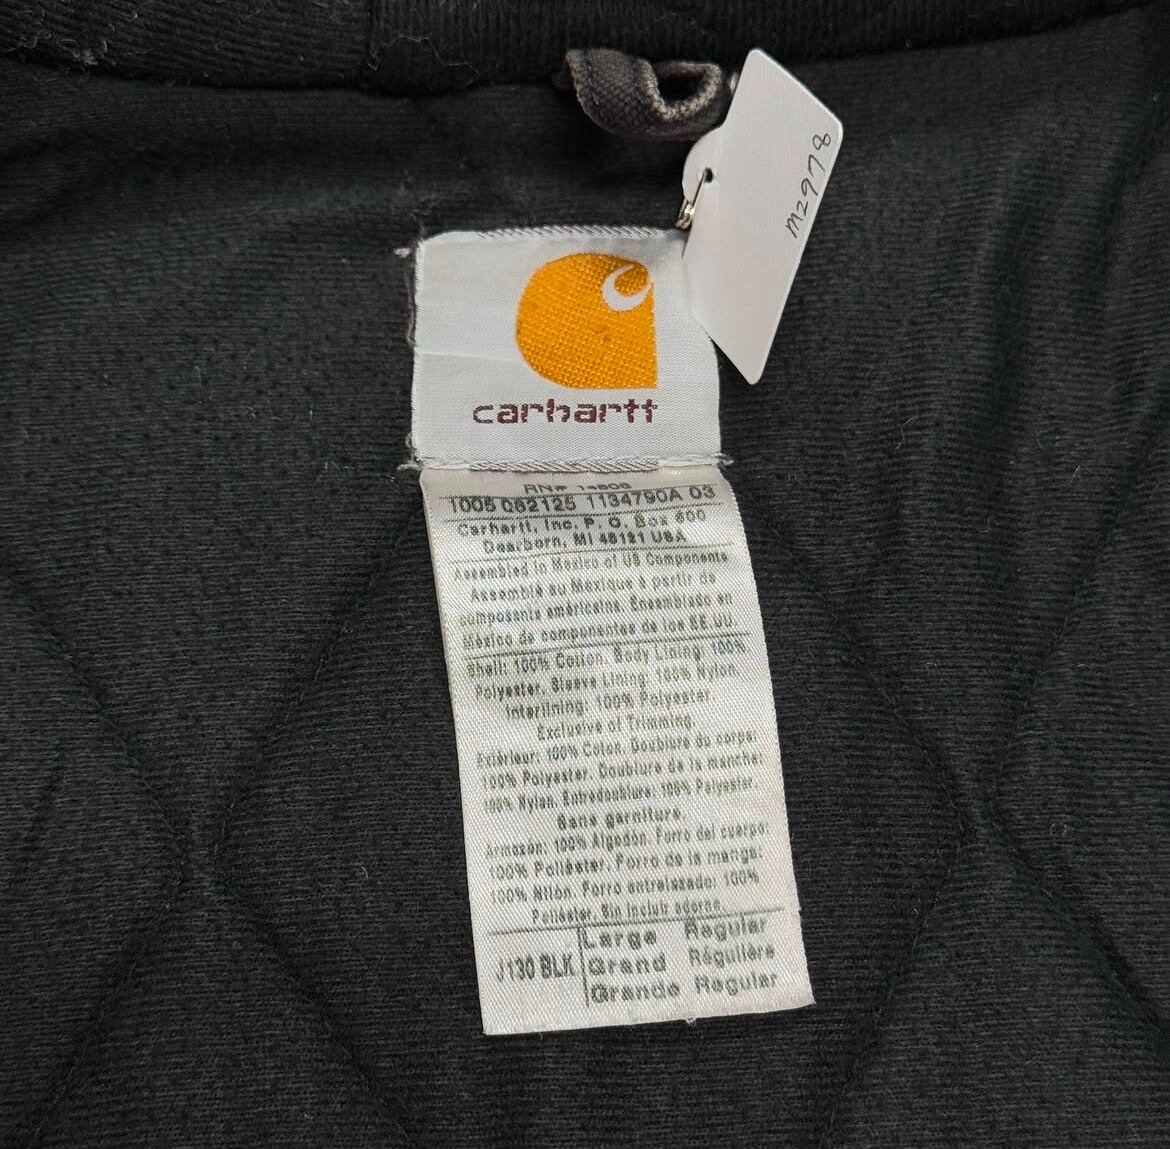 M2978
carhartt
RN# 14806
1005 062125 1134790A 03
Carhartt, Inc. P. O. Box 600
Dearborn, MI 48121 USA
Assembled in Mexico of US Components
Assemblé au Mexique à partir de
composants américains. Ensamblado en
México de componentes de los EE.UU.
Shell: 100% Cotton. Body Lining: 100%
Polyester. Sleeve Lining: 100% Nylon.
Interlining: 100% Polyester
Exclusive of Trimming.
Extérieur: 100% Coton. Doublure du corps:
100% Polyester. Doublure de la manche:
100% Nylon. Entredoublure: 100% Polyester.
Sans garniture.
Armazón: 100% Algodón. Forro del cuerpo:
100% Poliéster. Forro de la manga:
100% Nilón. Forro entrelazado: 100%
Poliéster. Sin incluir adorno.
J130 BLK Large Regular
Grand Régulière
Grande Regular